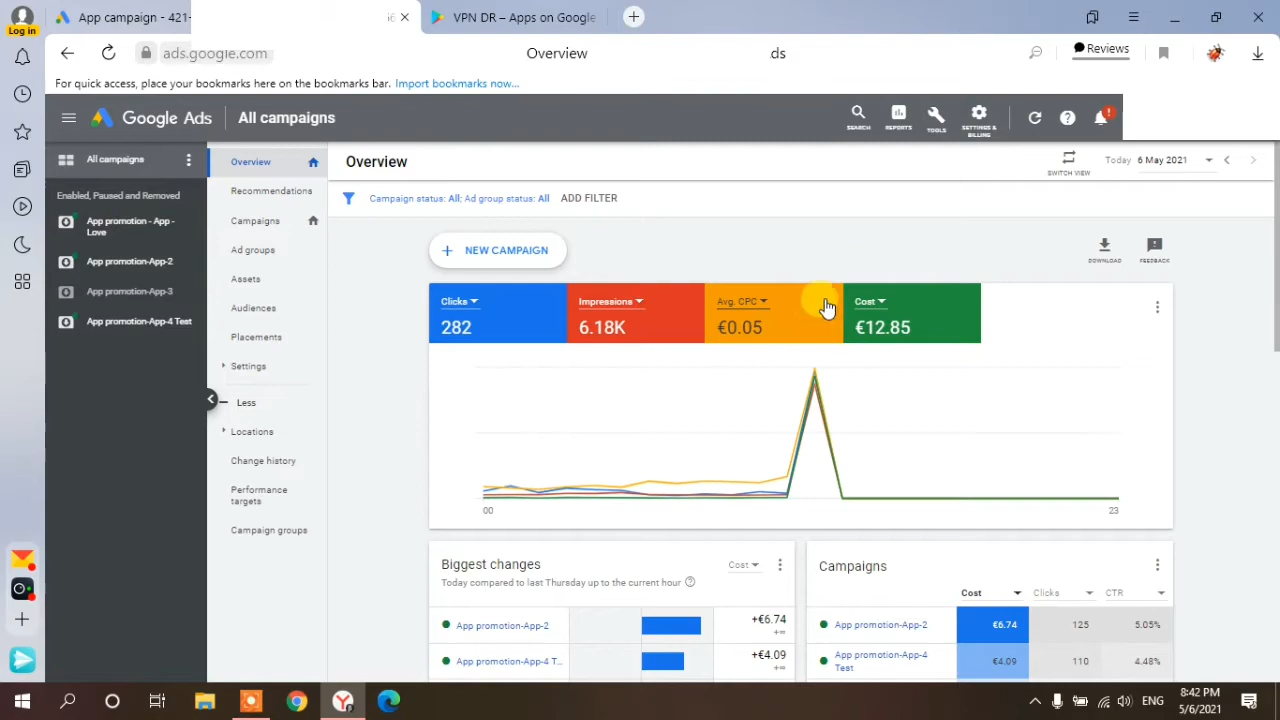 Log in
App campaign - 421-
VPN DR – Apps on Google
ads.google.com
Overview
ds
Reviews
For quick access, place your bookmarks here on the bookmarks bar. Import bookmarks now...
Google Ads
All campaigns
SEARCH
REPORTS
TOOLS
SETTINGS & BILLING
All campaigns
Enabled, Paused and Removed
App promotion - App -
Love
App promotion-App-2
App promotion-App-3
App promotion-App-4 Test
Overview
Recommendations
Campaigns
Ad groups
Assets
Audiences
Placements
Settings
Less
Locations
Change history
Performance
targets
Campaign groups
Overview
SWITCH VIEW
Today 6 May 2021
Campaign status: All; Ad group status: All ADD FILTER
NEW CAMPAIGN
DOWNLOAD
FEEDBACK
Clicks
282
Impressions
6.18K
Avg. CPC
€0.05
Cost
€12.85
00
23
Biggest changes
Cost
Today compared to last Thursday up to the current hour
App promotion-App-2
+€6.74
+∞
App promotion-App-4 T...
+€4.09
+∞
Campaigns
Cost Clicks CTR
App promotion-App-2 €6.74 125 5.05%
App promotion-App-4
Test
€4.09 110 4.48%
ENG
8:42 PM
5/6/2021